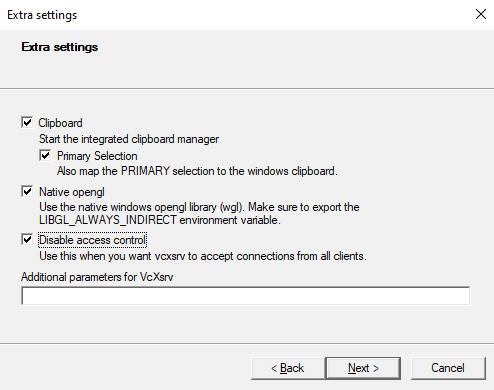 Extra settings
Extra settings
Clipboard
Start the integrated clipboard manager
Primary Selection
Also map the PRIMARY selection to the windows clipboard.
Native opengl
Use the native windows opengl library (wgl). Make sure to export the
LIBGL_ALWAYS_INDIRECT environment variable.
Disable access control
Use this when you want vcxsrv to accept connections from all clients.
Additional parameters for VcXsrv
< Back Next > Cancel